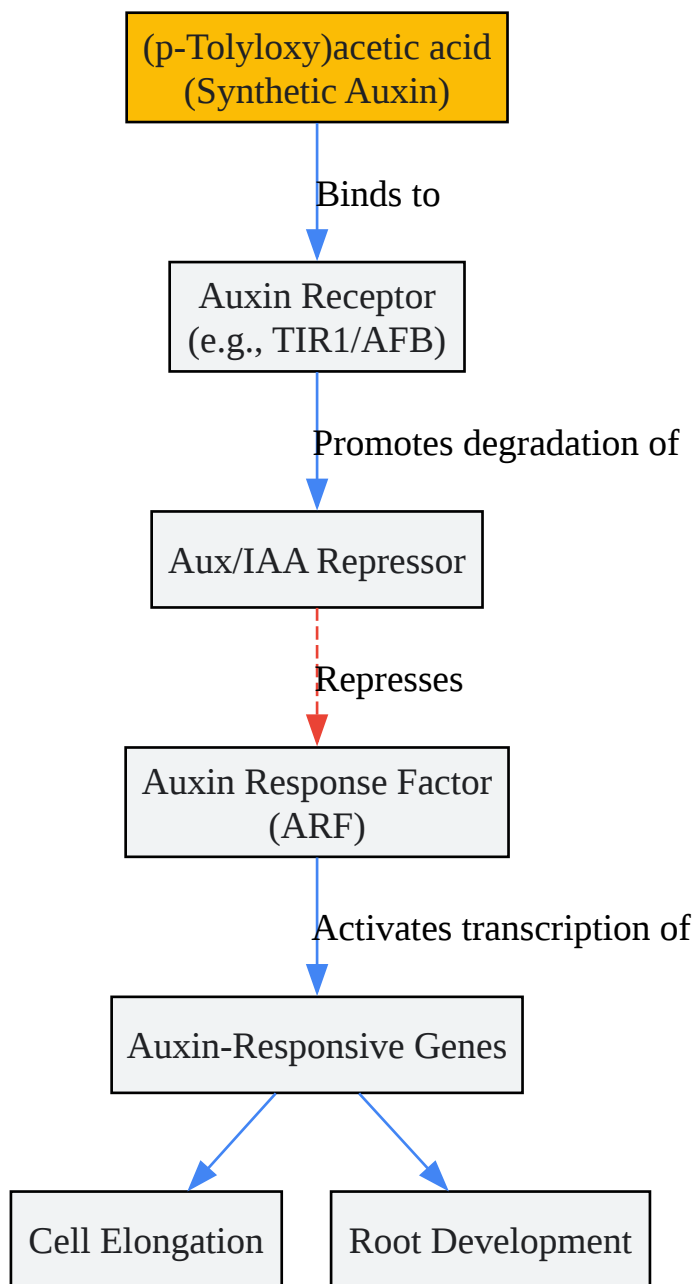 (p-Tolyloxy)acetic acid
(Synthetic Auxin)
Binds to
Auxin Receptor
(e.g., TIR1/AFB)
Promotes degradation of
Aux/IAA Repressor
Represses
Auxin Response Factor
(ARF)
Activates transcription of
Auxin-Responsive Genes
Cell Elongation
Root Development